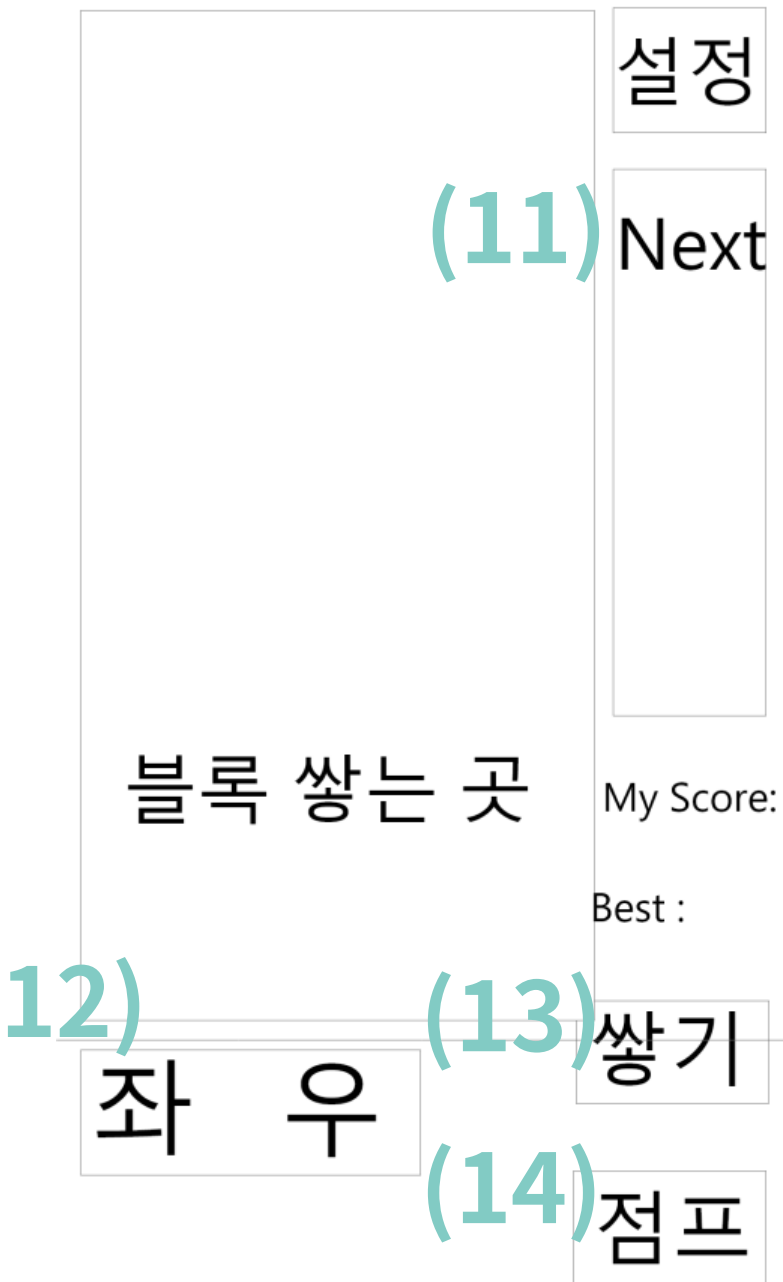 설정
(11)
Next
블록 쌓는 곳
My Score:
Best :
12)
(13)
쌓기
좌 우
(14)
점프